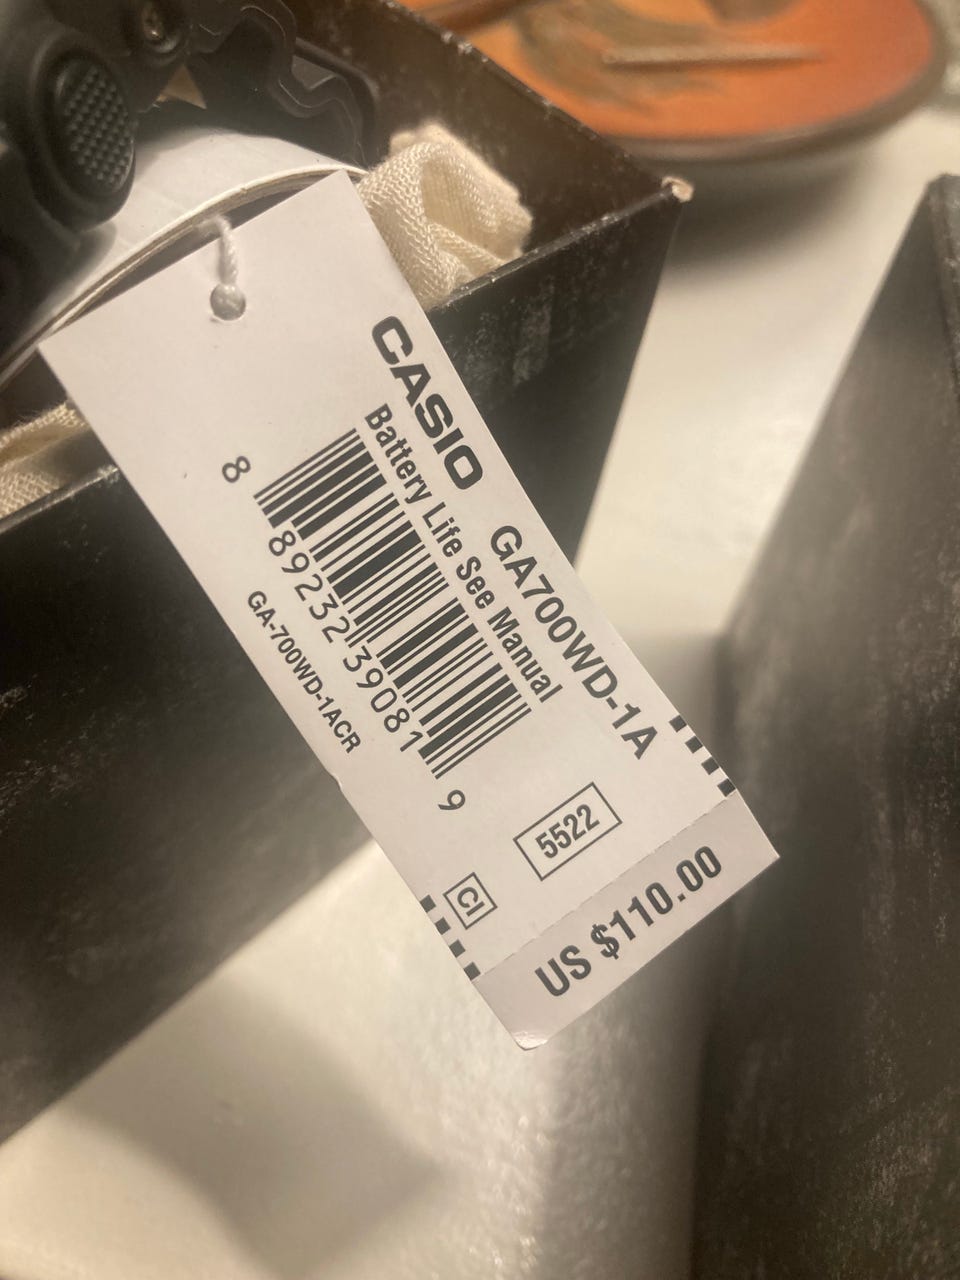 CASIO GA700WD-1A
Battery Life See Manual
8 89232 39081 9
GA-700WD-1ACR
5522
CI
US $110.00